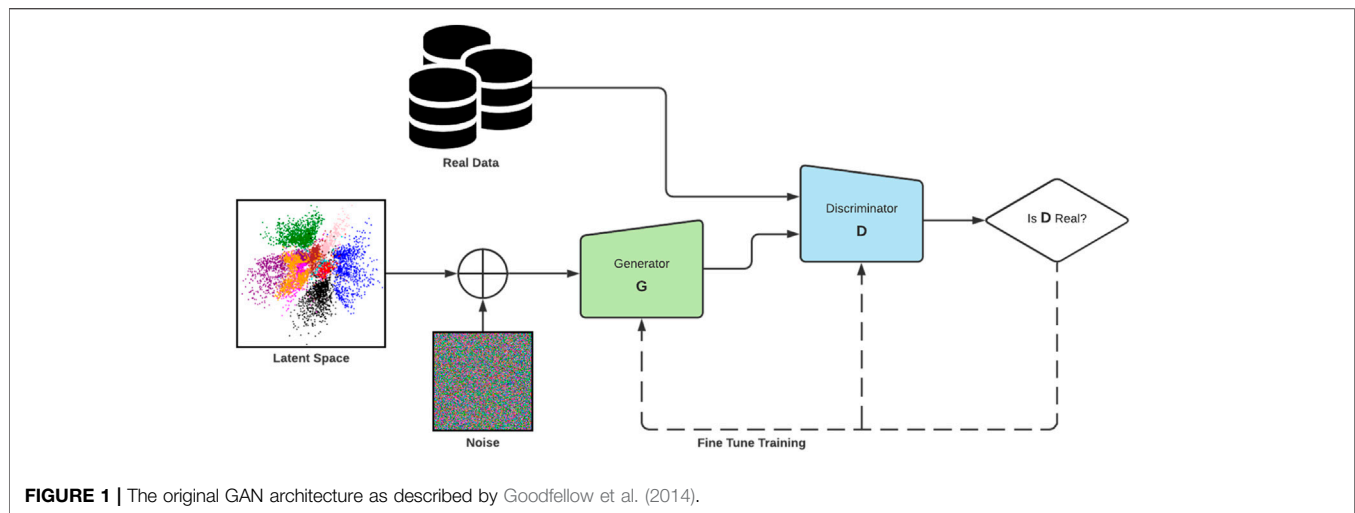 Real Data
Discriminator
D
Is D Real?
Generator
G
Latent Space
Noise
Fine Tune Training
FIGURE 1 | The original GAN architecture as described by Goodfellow et al. (2014).